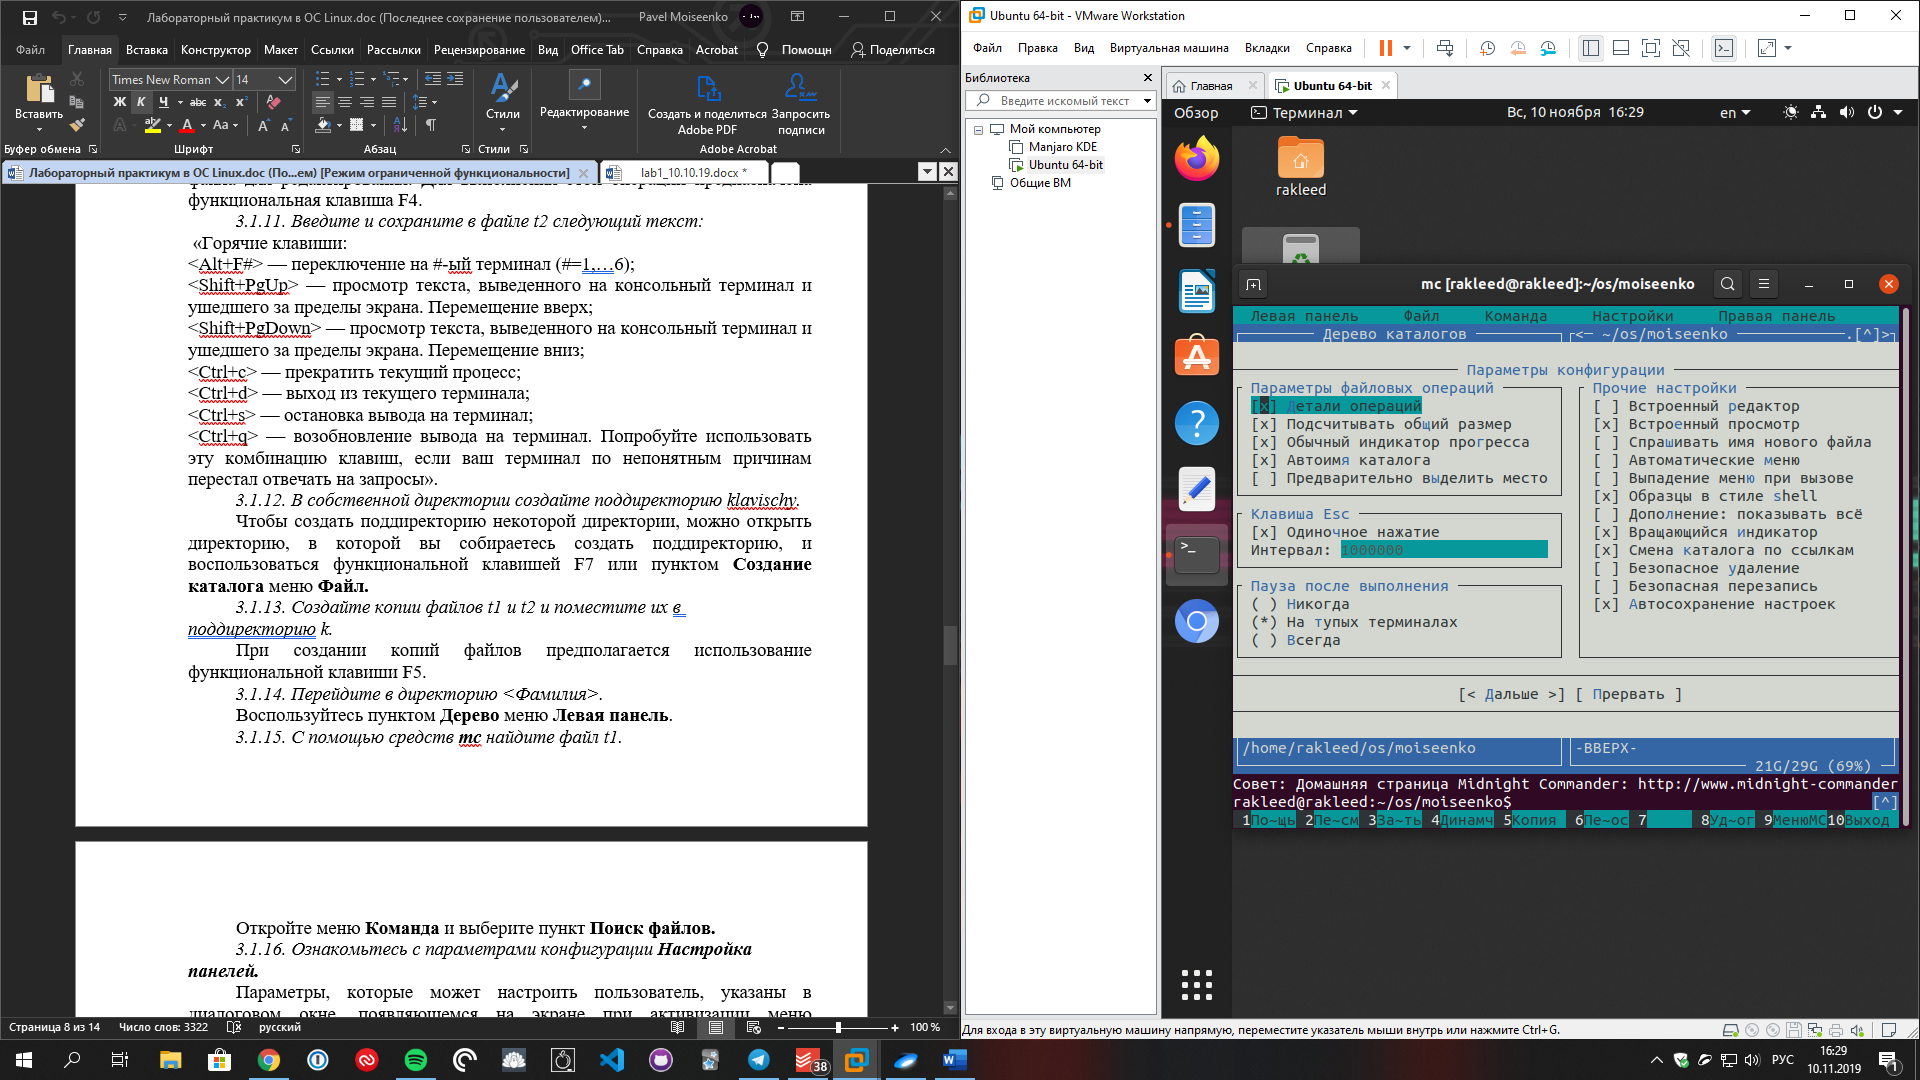 Лабораторный практикум в ОС Linux.doc (Последнее сохранение пользователем)...
Pavel Moiseenko
Файл Главная Вставка Конструктор Макет Ссылки Рассылки Рецензирование Вид Office Tab Справка Acrobat Помощн Поделиться
Times New Roman 14
Вставить
Ж К Ч abc x₂ x²
Aa
Стили
Редактирование
Создать и поделиться Adobe PDF
Запросить подписи
Буфер обмена Шрифт Абзац Стили Adobe Acrobat
Лабораторный практикум в ОС Linux.doc (По...ем) [Режим ограниченной функциональности]
lab1_10.10.19.docx *
функциональная клавиша F4.
3.1.11. Введите и сохраните в файле t2 следующий текст:
«Горячие клавиши:
<Alt+F#> — переключение на #-ый терминал (#=1,…6);
<Shift+PgUp> — просмотр текста, выведенного на консольный терминал и
ушедшего за пределы экрана. Перемещение вверх;
<Shift+PgDown> — просмотр текста, выведенного на консольный терминал и
ушедшего за пределы экрана. Перемещение вниз;
<Ctrl+c> — прекратить текущий процесс;
<Ctrl+d> — выход из текущего терминала;
<Ctrl+s> — остановка вывода на терминал;
<Ctrl+q> — возобновление вывода на терминал. Попробуйте использовать
эту комбинацию клавиш, если ваш терминал по непонятным причинам
перестал отвечать на запросы».
3.1.12. В собственной директории создайте поддиректорию klavischy.
Чтобы создать поддиректорию некоторой директории, можно открыть
директорию, в которой вы собираетесь создать поддиректорию, и
воспользоваться функциональной клавишей F7 или пунктом Создание
каталога меню Файл.
3.1.13. Создайте копии файлов t1 и t2 и поместите их в
поддиректорию k.
При создании копий файлов предполагается использование
функциональной клавиши F5.
3.1.14. Перейдите в директорию <Фамилия>.
Воспользуйтесь пунктом Дерево меню Левая панель.
3.1.15. С помощью средств mc найдите файл t1.
Откройте меню Команда и выберите пункт Поиск файлов.
3.1.16. Ознакомьтесь с параметрами конфигурации Настройка
панелей.
Параметры, которые может настроить пользователь, указаны в
диалоговом окне, появляющемся на экране при активизации меню
Страница 8 из 14 Число слов: 3322 русский 100 %
Ubuntu 64-bit - VMware Workstation
Файл Правка Вид Виртуальная машина Вкладки Справка
Библиотека
Введите искомый текст
Мой компьютер
Manjaro KDE
Ubuntu 64-bit
Общие ВМ
Главная
Ubuntu 64-bit
Обзор Терминал Вс, 10 ноября 16:29 en
rakleed
mc [rakleed@rakleed]:~/os/moiseenko
Левая панель Файл Команда Настройки Правая панель
Дерево каталогов <— ~/os/moiseenko .[^]>
Параметры конфигурации
Параметры файловых операций
[x] Детали операций
[x] Подсчитывать общий размер
[x] Обычный индикатор прогресса
[x] Автоимя каталога
[ ] Предварительно выделить место
Клавиша Esc
[x] Одиночное нажатие
Интервал: 1000000
Пауза после выполнения
( ) Никогда
(*) На тупых терминалах
( ) Всегда
Прочие настройки
[ ] Встроенный редактор
[x] Встроенный просмотр
[ ] Спрашивать имя нового файла
[ ] Автоматические меню
[ ] Выпадение меню при вызове
[x] Образцы в стиле shell
[ ] Дополнение: показывать всё
[x] Вращающийся индикатор
[x] Смена каталога по ссылкам
[ ] Безопасное удаление
[ ] Безопасная перезапись
[x] Автосохранение настроек
[< Дальше >] [ Прервать ]
/home/rakleed/os/moiseenko -ВВЕРХ-
21G/29G (69%)
Совет: Домашняя страница Midnight Commander: http://www.midnight-commander
rakleed@rakleed:~/os/moiseenko$ [^]
1По~щь 2Пе~см 3За~ть 4Динамч 5Копия 6Пе~ос 7 8Уд~ог 9МенюМС 10Выход
Для входа в эту виртуальную машину напрямую, переместите указатель мыши внутрь или нажмите Ctrl+G.
38
РУС
16:29
10.11.2019
1